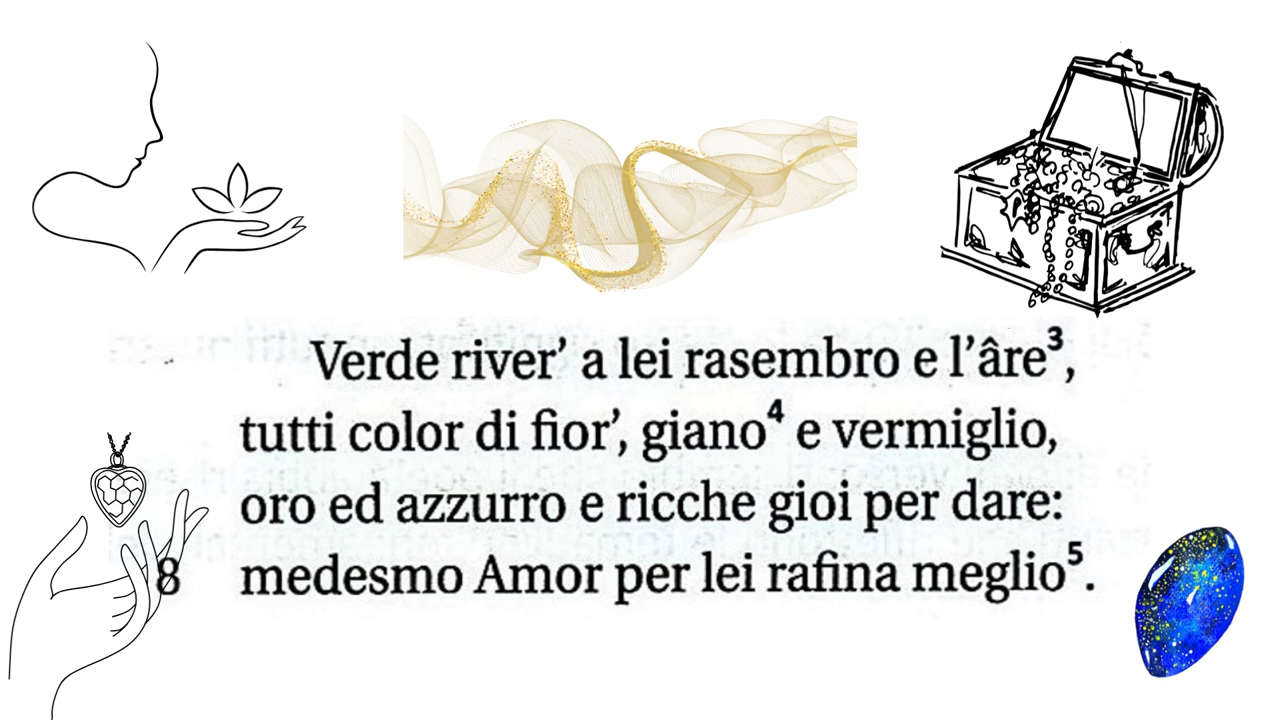 Verde river’ a lei rasembro e l’âre³,
tutti color di fior’, giano⁴ e vermiglio,
oro ed azzurro e ricche gioi per dare:
8 medesmo Amor per lei rafina meglio⁵.